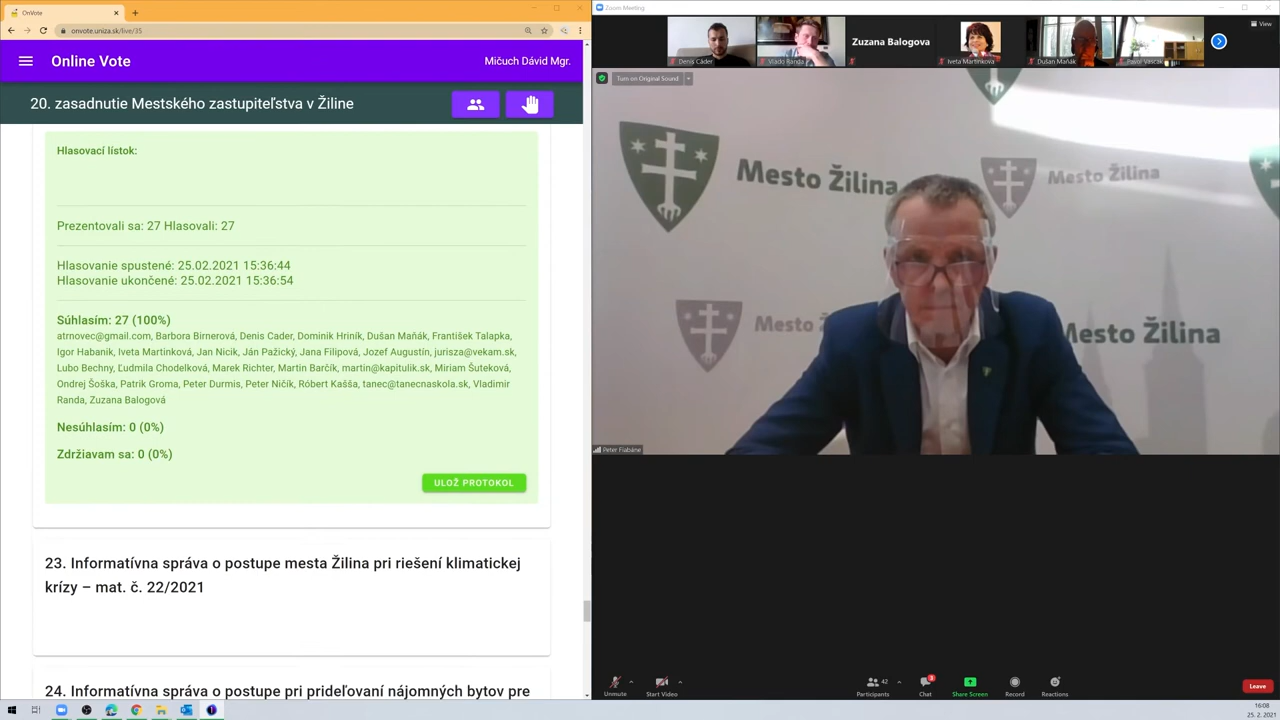 OnVote
onvote.uniza.sk/live/35
Online Vote
Mičuch Dávid Mgr.
20. zasadnutie Mestského zastupiteľstva v Žiline
Hlasovací lístok:
Prezentovali sa: 27 Hlasovali: 27
Hlasovanie spustené: 25.02.2021 15:36:44
Hlasovanie ukončené: 25.02.2021 15:36:54
Súhlasím: 27 (100%)
atrnovec@gmail.com, Barbora Birnerová, Denis Cader, Dominik Hriník, Dušan Maňák, František Talapka,
Igor Habanik, Iveta Martinková, Jan Nicik, Ján Pažický, Jana Filipová, Jozef Augustín, jurisza@vekam.sk,
Lubo Bechny, Ľudmila Chodelková, Marek Richter, Martin Barčík, martin@kapitulik.sk, Miriam Šuteková,
Ondrej Šoška, Patrik Groma, Peter Durmis, Peter Ničík, Róbert Kašša, tanec@tanecnaskola.sk, Vladimir
Randa, Zuzana Balogová
Nesúhlasím: 0 (0%)
Zdržiavam sa: 0 (0%)
ULOŽ PROTOKOL
23. Informatívna správa o postupe mesta Žilina pri riešení klimatickej
krízy – mat. č. 22/2021
24. Informatívna správa o postupe pri prideľovaní nájomných bytov pre
Zoom Meeting
View
Denis Cáder
Vlado Randa
Zuzana Balogova
Iveta Martinkova
Dušan Maňák
Turn on Original Sound
Mesto Žilina
Mesto Žilina
Mesto Ži
Mesto Žilina
Peter Fiabáne
Unmute
Start Video
Participants
42
Chat
Share Screen
Record
Reactions
Leave
16:08
25. 2. 2021